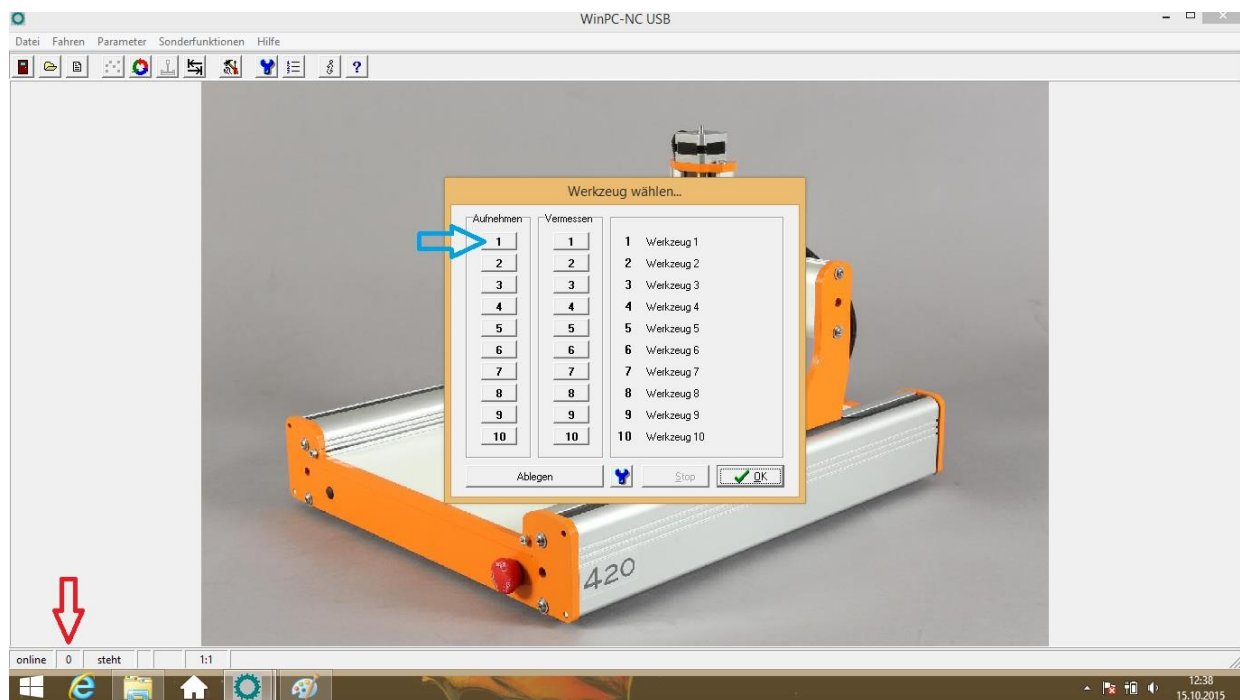 WinPC-NC USB
Datei Fahren Parameter Sonderfunktionen Hilfe
?
Werkzeug wählen...
Aufnehmen Vermessen
1 1 1 Werkzeug 1
2 2 2 Werkzeug 2
3 3 3 Werkzeug 3
4 4 4 Werkzeug 4
5 5 5 Werkzeug 5
6 6 6 Werkzeug 6
7 7 7 Werkzeug 7
8 8 8 Werkzeug 8
9 9 9 Werkzeug 9
10 10 10 Werkzeug 10
Ablegen Stop OK
420
online 0 steht 1:1
12:38
15.10.2015